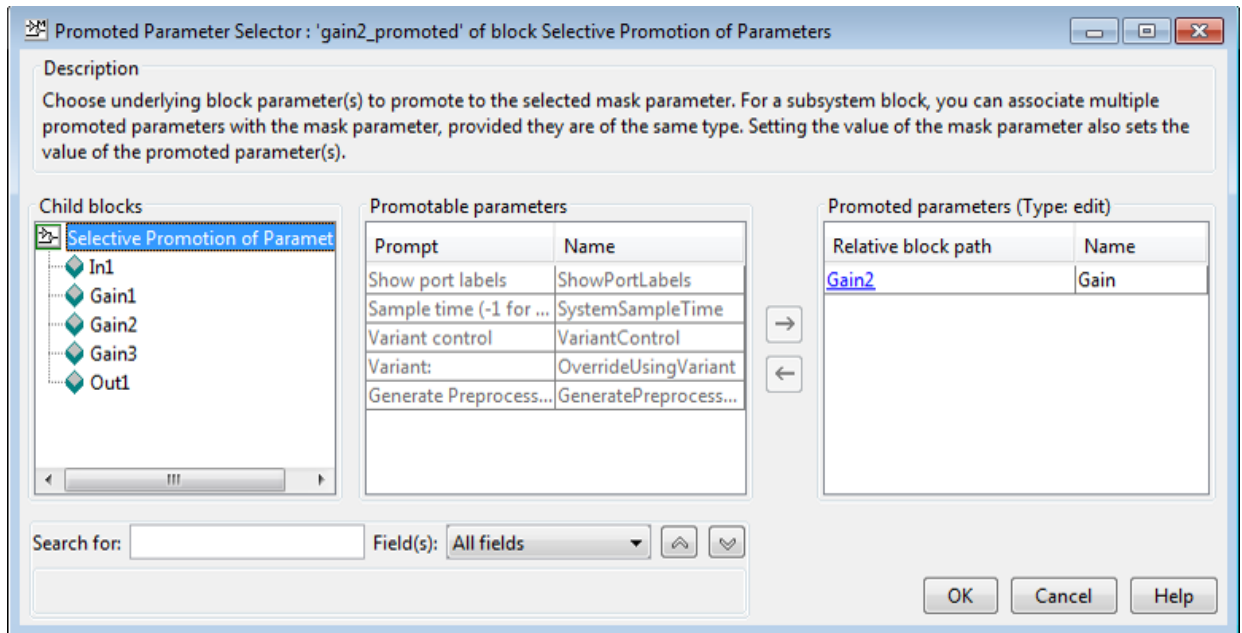 Promoted Parameter Selector : 'gain2_promoted' of block Selective Promotion of Parameters
Description
Choose underlying block parameter(s) to promote to the selected mask parameter. For a subsystem block, you can associate multiple
promoted parameters with the mask parameter, provided they are of the same type. Setting the value of the mask parameter also sets the
value of the promoted parameter(s).
Child blocks
Selective Promotion of Paramet
In1
Gain1
Gain2
Gain3
Out1
Promotable parameters
Prompt Name
Show port labels ShowPortLabels
Sample time (-1 for ... SystemSampleTime
Variant control VariantControl
Variant: OverrideUsingVariant
Generate Preprocess... GeneratePreprocess...
Promoted parameters (Type: edit)
Relative block path Name
Gain2 Gain
Search for: Field(s): All fields
OK Cancel Help